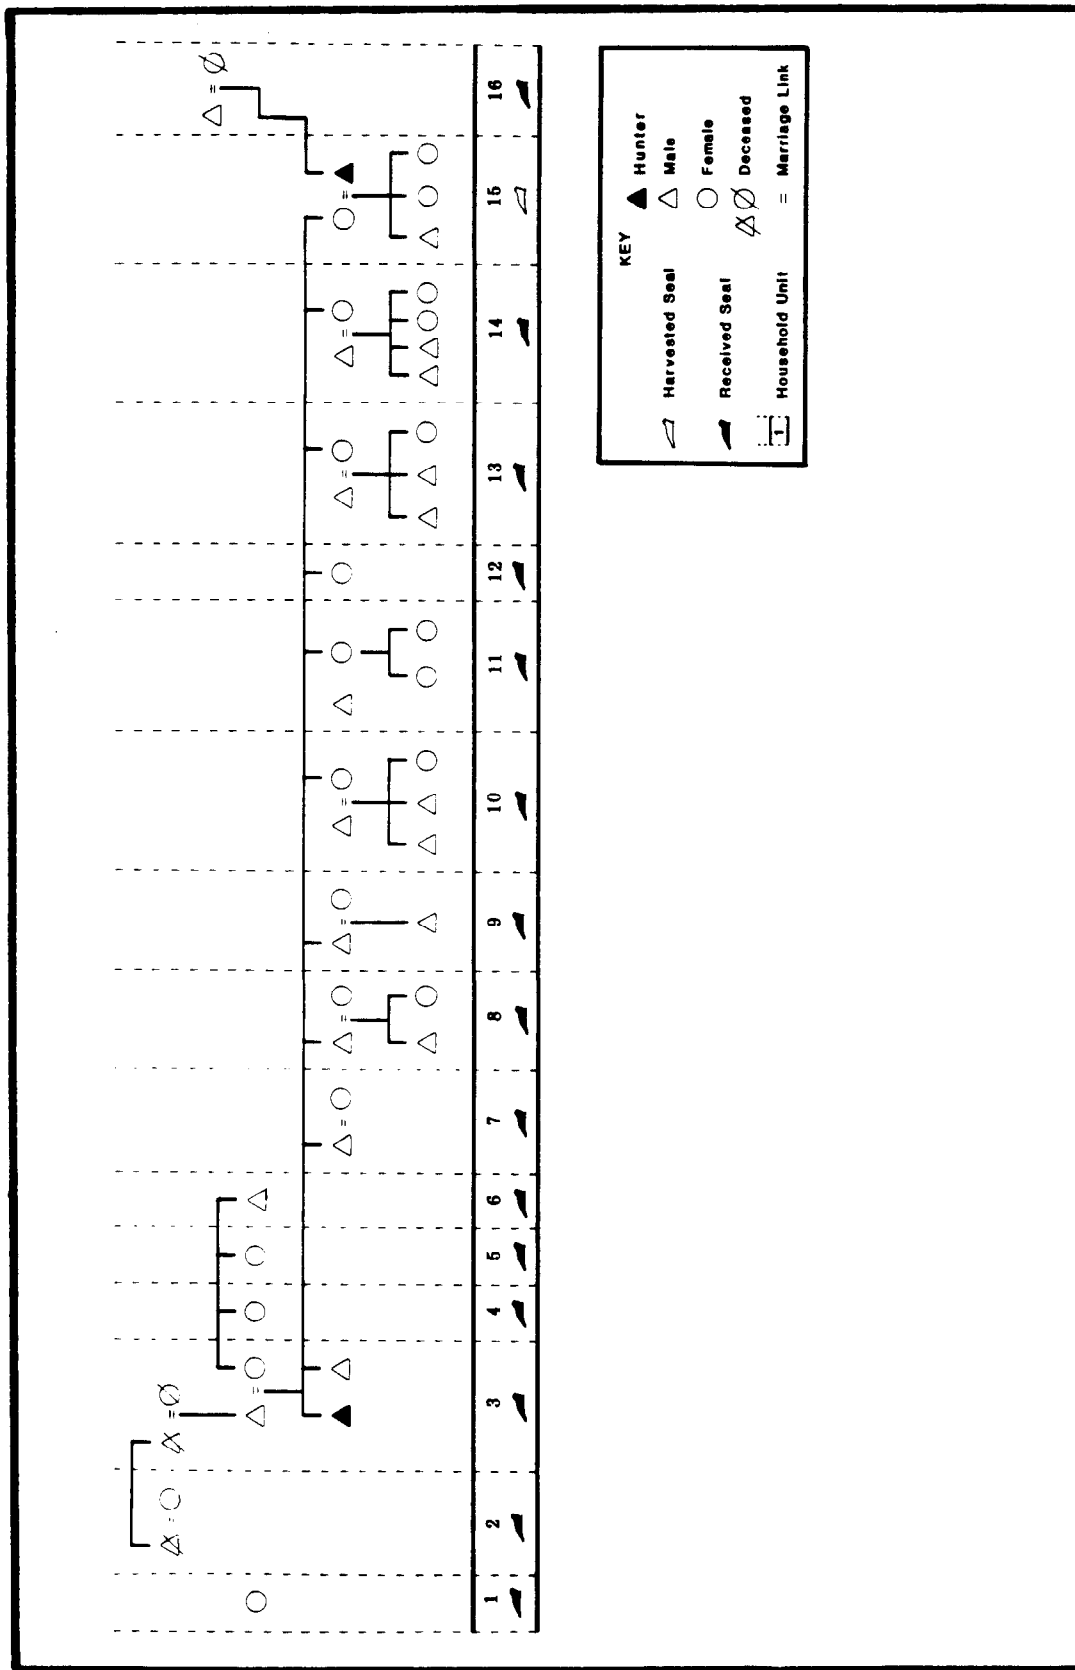 1 2 3 4 5 6 7 8 9 10 11 12 13 14 15 16
KEY
Harvested Seal
Received Seal
1 Household Unit
Hunter
Male
Female
Deceased
= Marriage Link